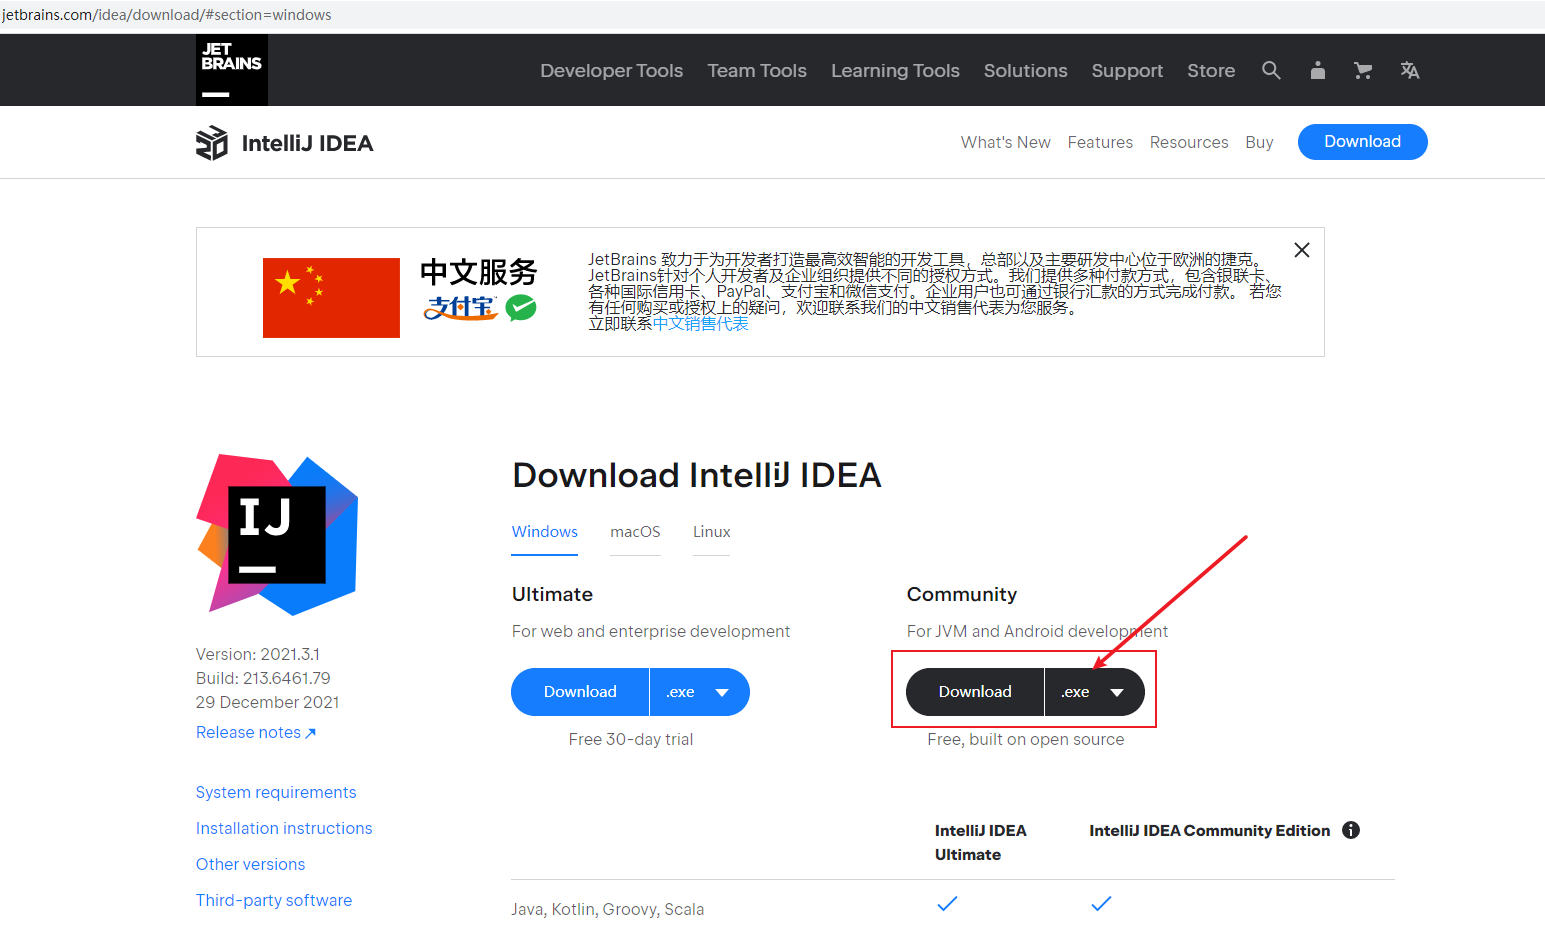 jetbrains.com/idea/download/#section=windows
JET
BRAINS
Developer Tools Team Tools Learning Tools Solutions Support Store
IntelliJ IDEA
What's New Features Resources Buy Download
中文服务
支付宝
JetBrains 致力于为开发者打造最高效智能的开发工具，总部以及主要研发中心位于欧洲的捷克。
JetBrains针对个人开发者及企业组织提供不同的授权方式。我们提供多种付款方式，包含银联卡、
各种国际信用卡、PayPal、支付宝和微信支付。企业用户也可通过银行汇款的方式完成付款。 若您
有任何购买或授权上的疑问，欢迎联系我们的中文销售代表为您服务。
立即联系中文销售代表
IJ
Download IntelliJ IDEA
Windows macOS Linux
Ultimate
For web and enterprise development
Download .exe
Free 30-day trial
Community
For JVM and Android development
Download .exe
Free, built on open source
Version: 2021.3.1
Build: 213.6461.79
29 December 2021
Release notes
System requirements
Installation instructions
Other versions
Third-party software
IntelliJ IDEA
Ultimate
IntelliJ IDEA Community Edition
Java, Kotlin, Groovy, Scala